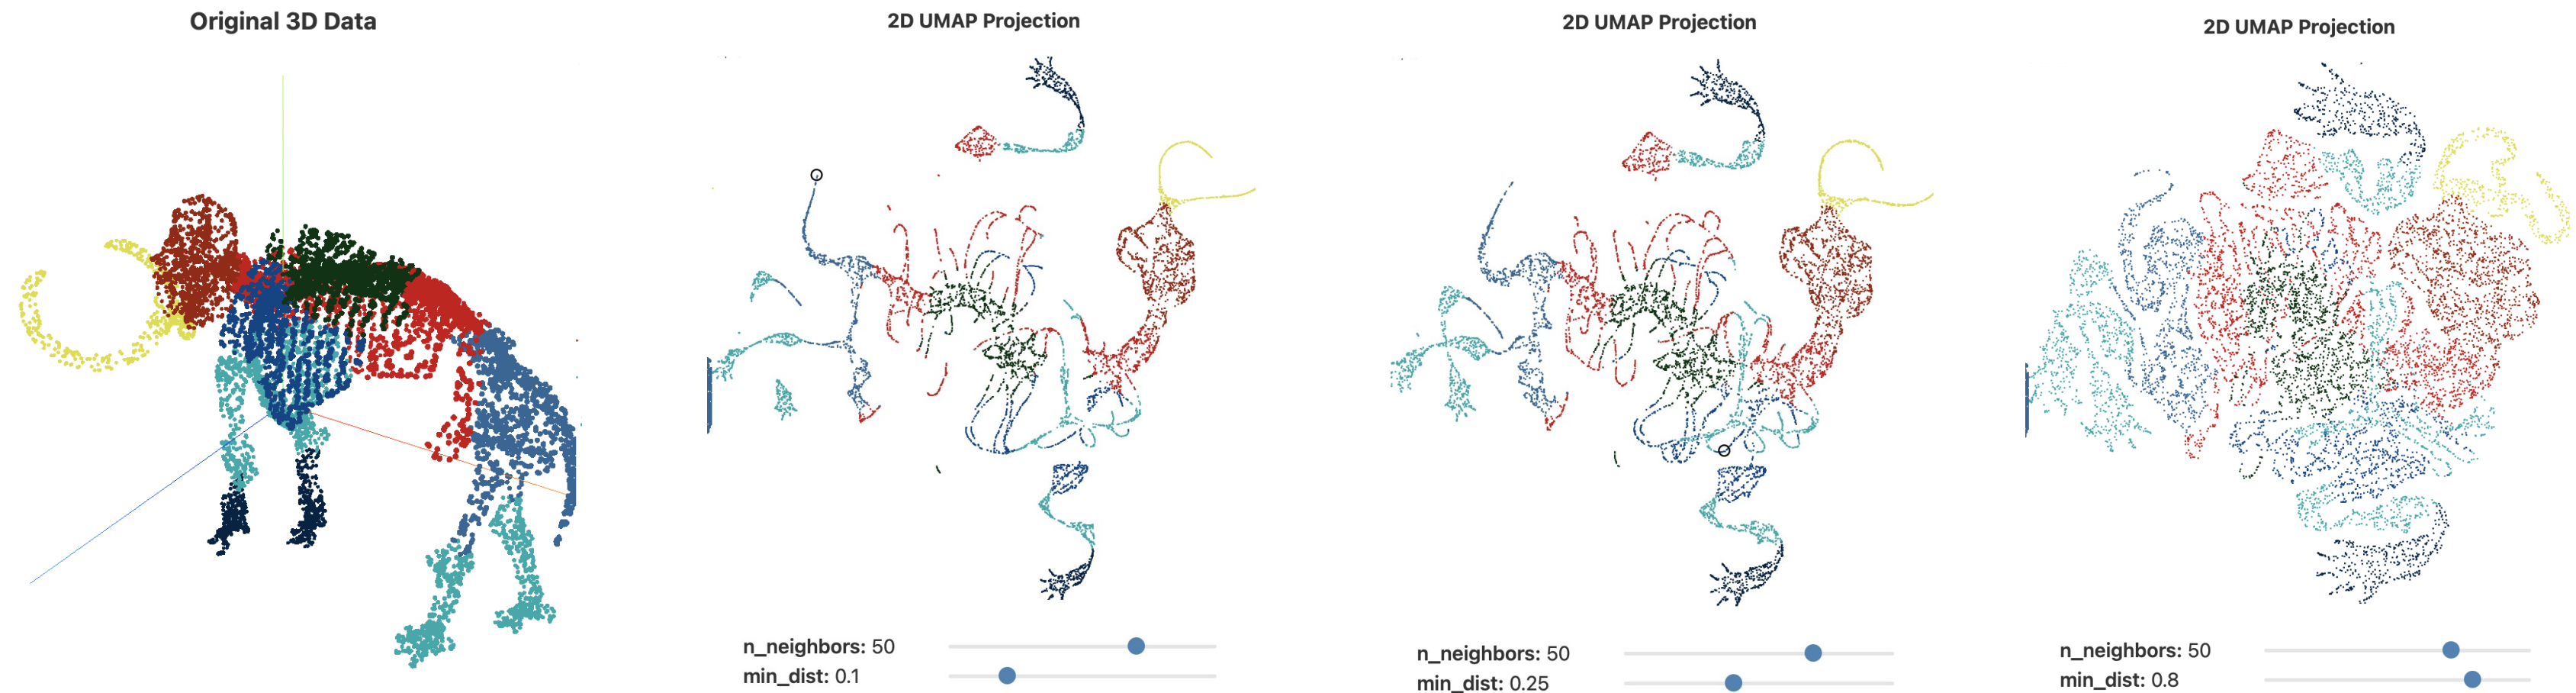 Original 3D Data
2D UMAP Projection
2D UMAP Projection
2D UMAP Projection
n_neighbors: 50
min_dist: 0.1
n_neighbors: 50
min_dist: 0.25
n_neighbors: 50
min_dist: 0.8